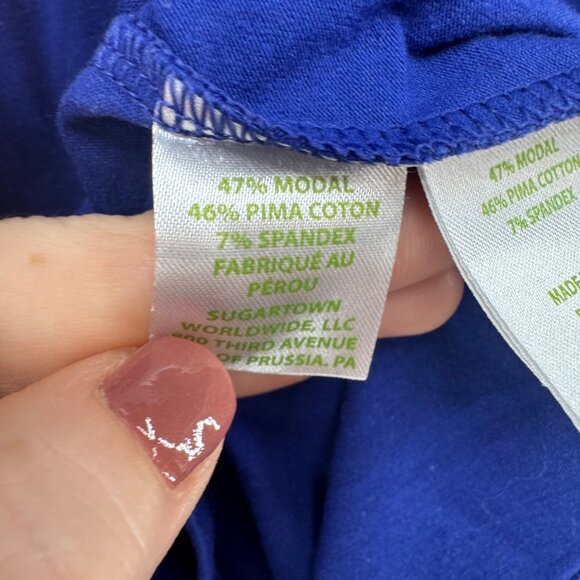 47% MODAL
46% PIMA COTON
7% SPANDEX
FABRIQUÉ AU
PÉROU
SUGARTOWN
WORLDWIDE, LLC
800 THIRD AVENUE
OF PRUSSIA. PA
47% MODAL
46% PIMA COTTON
7% SPANDEX
MADE